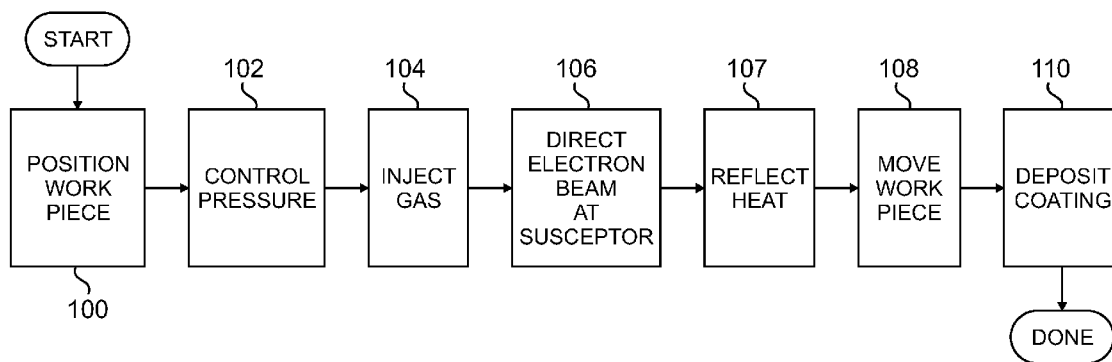 START
102
104
106
107
108
110
POSITION
WORK
PIECE
CONTROL
PRESSURE
INJECT
GAS
DIRECT
ELECTRON
BEAM
AT
SUSCEPTOR
REFLECT
HEAT
MOVE
WORK
PIECE
DEPOSIT
COATING
100
DONE